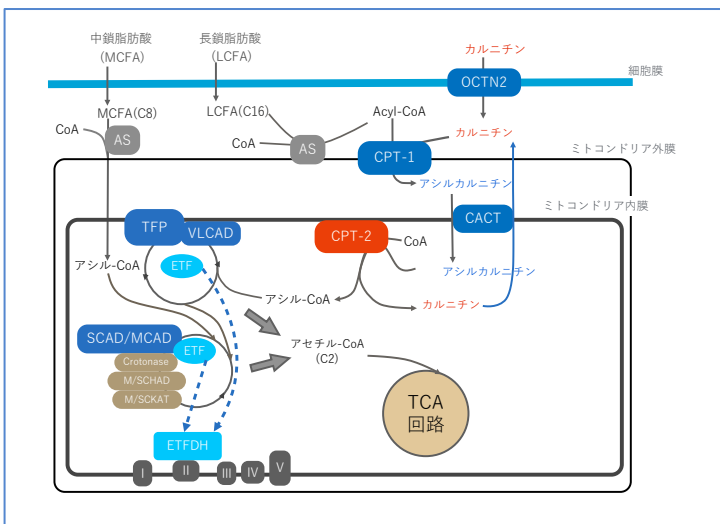 中鎖脂肪酸
(MCFA)
長鎖脂肪酸
(LCFA)
カルニチン
細胞膜
OCTN2
MCFA(C8)
LCFA(C16)
Acyl-CoA
CoA
AS
CoA
AS
カルニチン
CPT-1
ミトコンドリア外膜
アシルカルニチン
ミトコンドリア内膜
TFP
VLCAD
CPT-2
CoA
CACT
アシル-CoA
ETF
アシルカルニチン
アシル-CoA
カルニチン
SCAD/MCAD
ETF
アセチル-CoA
(C2)
Crotonase
M/SCHAD
M/SCKAT
TCA
回路
ETFDH
I
II
III
IV
V